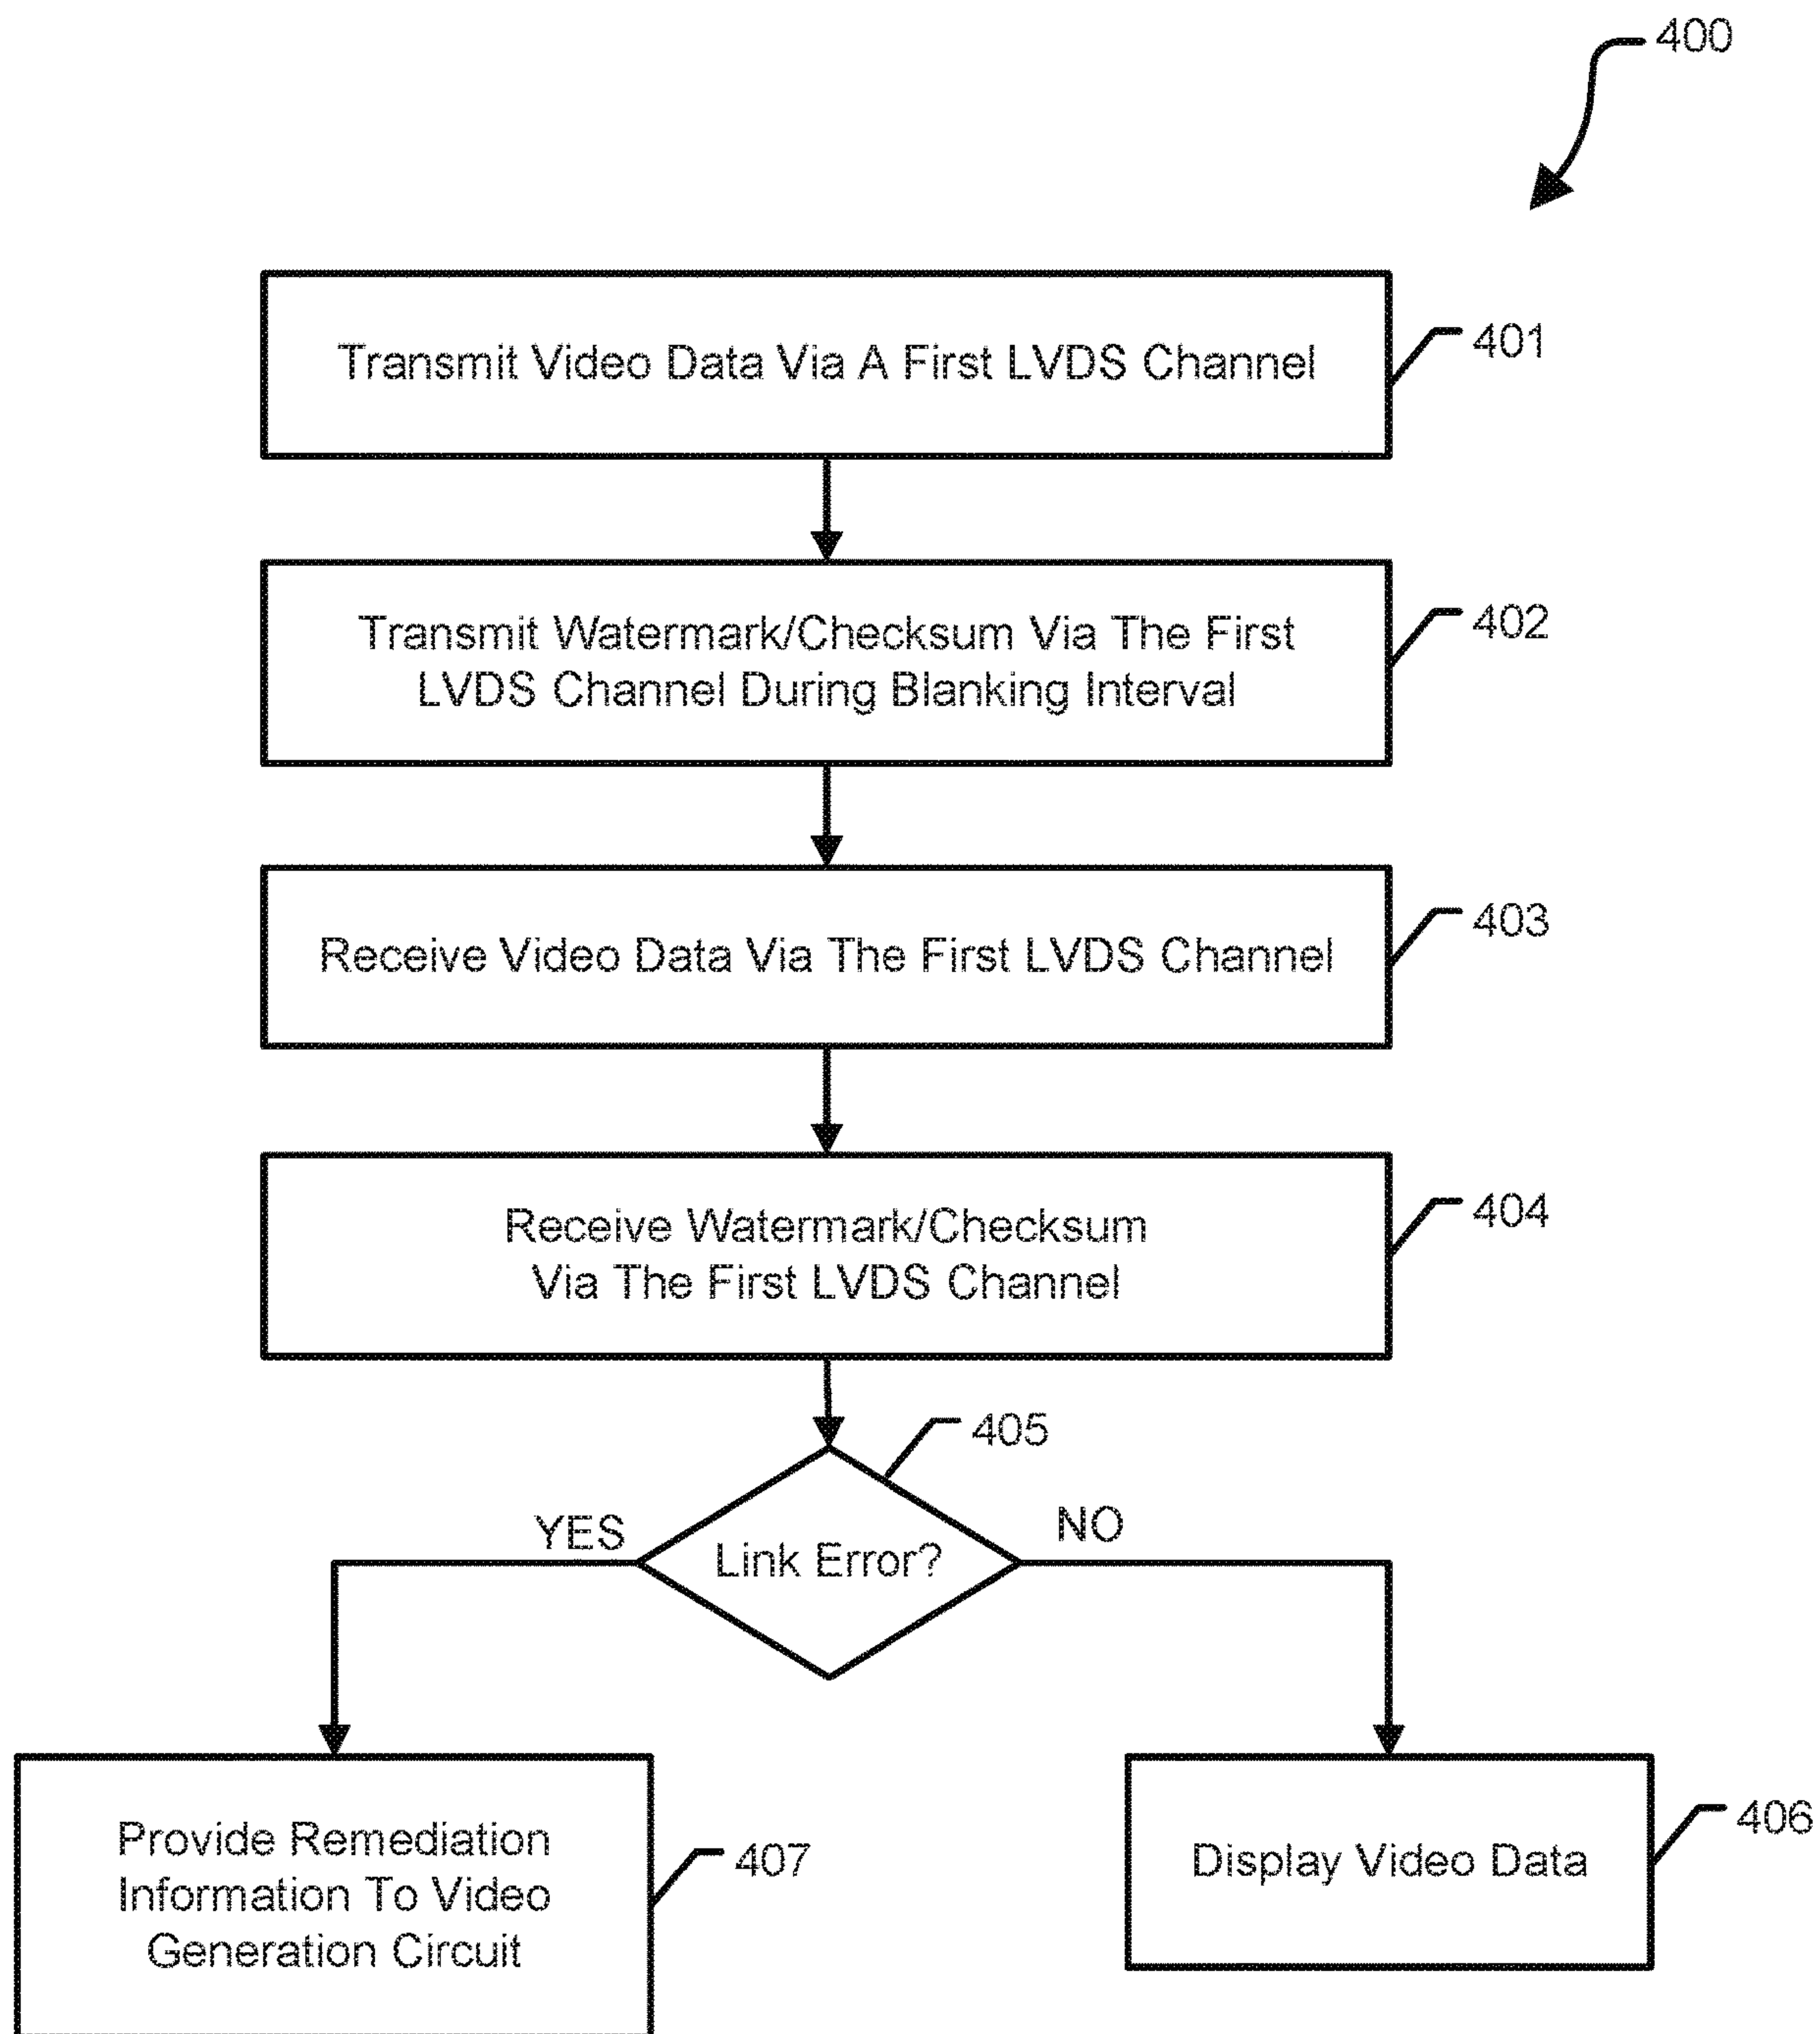 400
Transmit Video Data Via A First LVDS Channel
401
Transmit Watermark/Checksum Via The First
LVDS Channel During Blanking Interval
402
Receive Video Data Via The First LVDS Channel
403
Receive Watermark/Checksum
Via The First LVDS Channel
404
405
YES
Link Error?
NO
Provide Remediation
Information To Video
Generation Circuit
407
Display Video Data
406